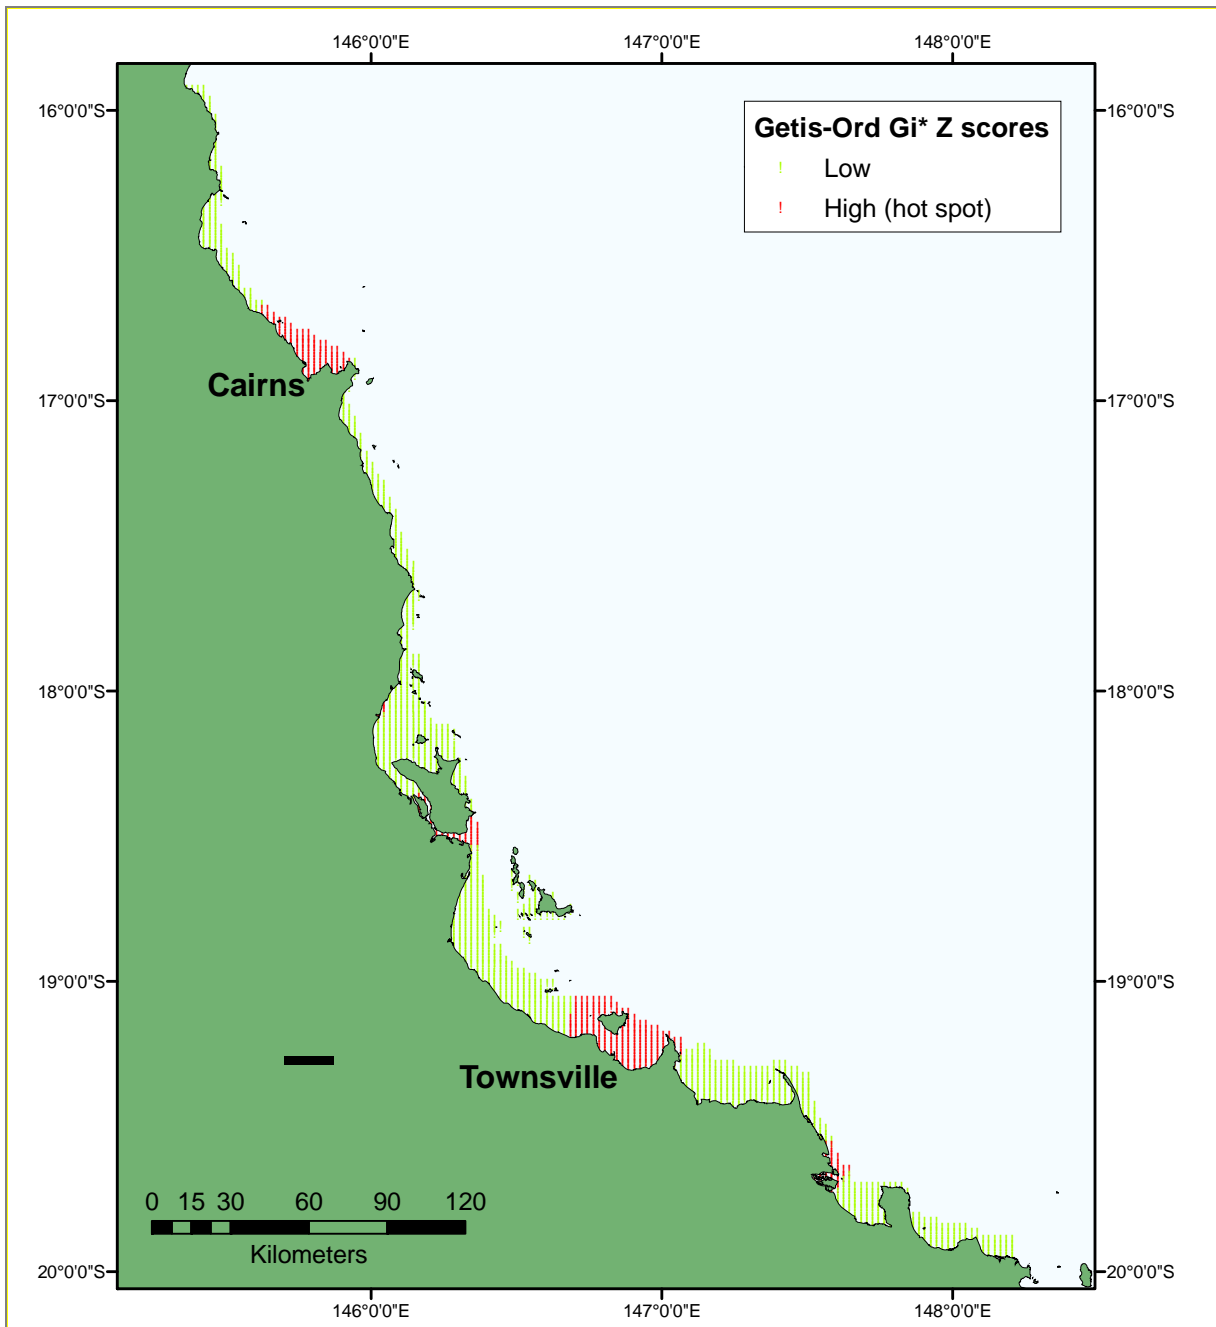 146°0'0"E 147°0'0"E 148°0'0"E
16°0'0"S 16°0'0"S
Getis-Ord Gi* Z scores
Low
High (hot spot)
Cairns
17°0'0"S 17°0'0"S
18°0'0"S 18°0'0"S
19°0'0"S 19°0'0"S
Townsville
0 15 30 60 90 120
Kilometers
20°0'0"S 20°0'0"S
146°0'0"E 147°0'0"E 148°0'0"E